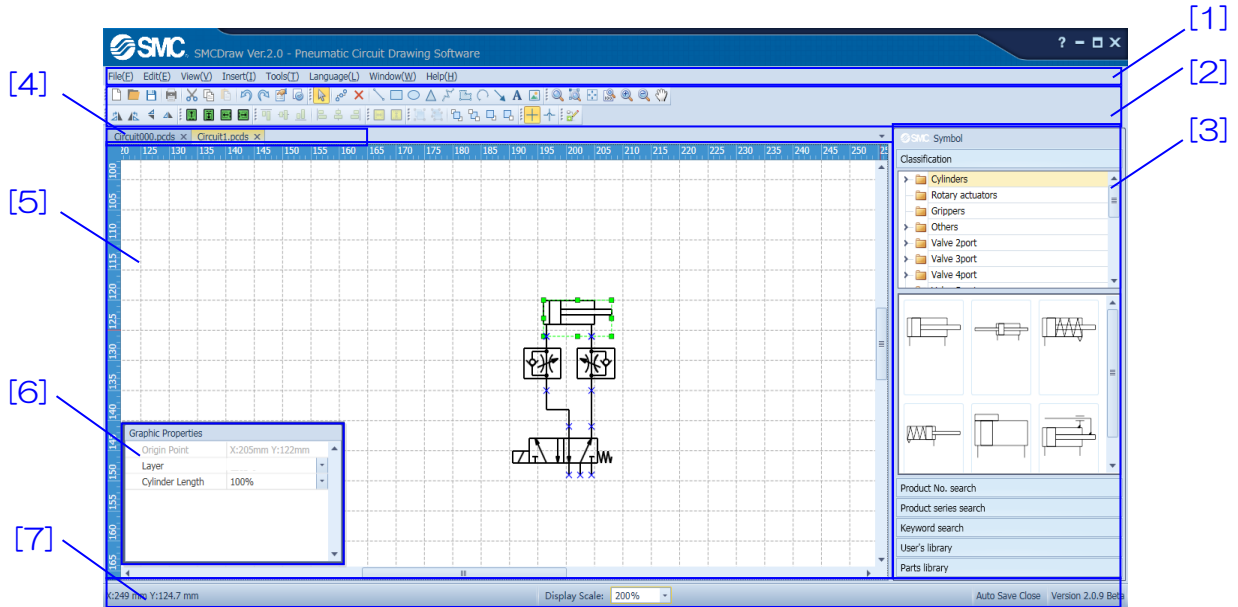 [1]
SMC SMCDraw Ver.2.0 - Pneumatic Circuit Drawing Software
?
[4]
File(F) Edit(E) View(V) Insert(I) Tools(T) Language(L) Window(W) Help(H)
[2]
A
Circuit000.pcds × Circuit1.pcds ×
[3]
SMC Symbol
20 125 130 135 140 145 150 155 160 165 170 175 180 185 190 195 200 205 210 215 220 225 230 235 240 245 250
Classification
Cylinders
Rotary actuators
Grippers
Others
Valve 2port
Valve 3port
Valve 4port
[5]
100
105
110
115
120
125
130
135
140
150
155
160
165
[6]
Graphic Properties
Origin Point X:205mm Y:122mm
Layer
Cylinder Length 100%
Product No. search
Product series search
Keyword search
User's library
Parts library
[7]
X:249 mm Y:124.7 mm
Display Scale: 200%
Auto Save Close Version 2.0.9 Beta